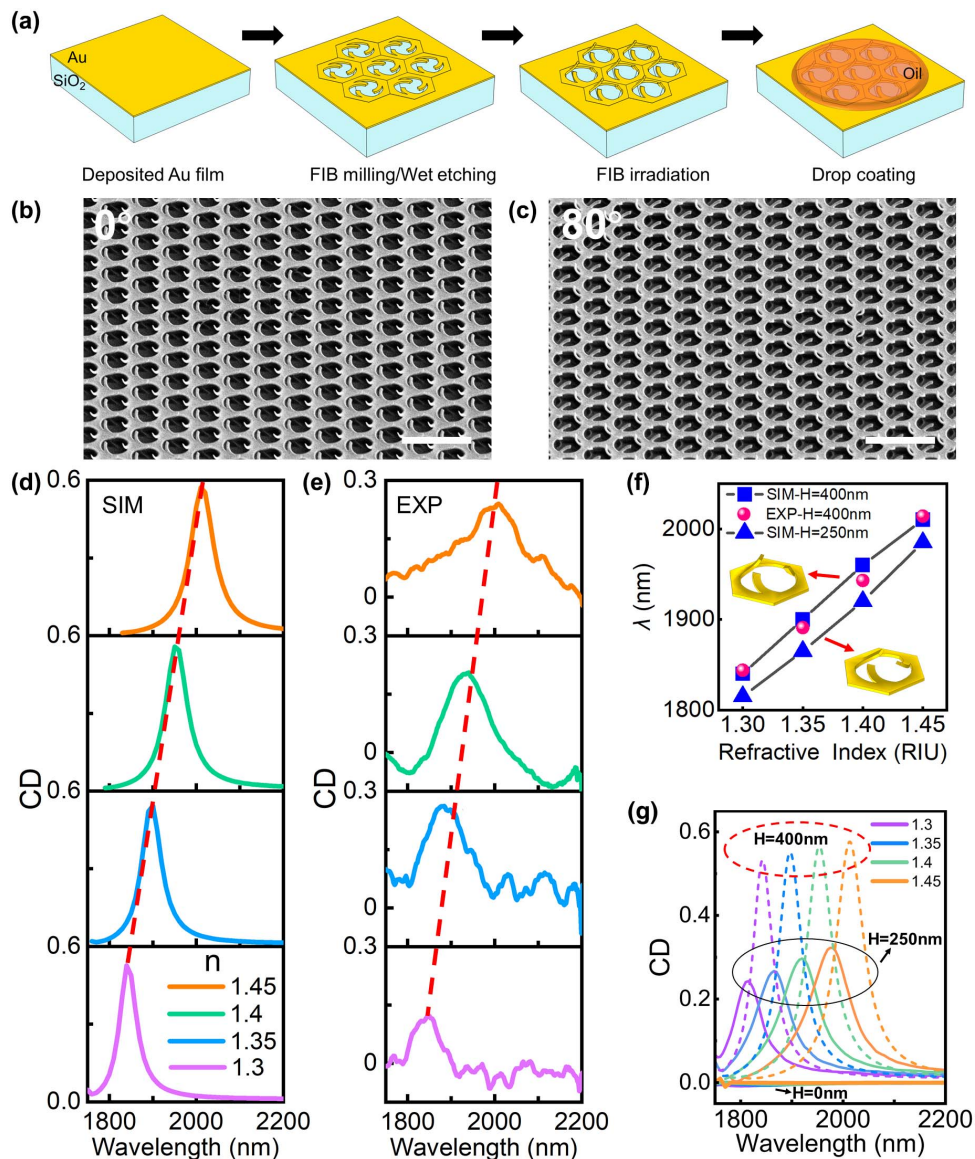 (a)
Au
SiO2
Oil
Deposited Au film
FIB milling/Wet etching
FIB irradiation
Drop coating
(b)
0°
(c)
80°
(d)
0.6
SIM
0.6
0.6
0.6
0.0
CD
n
1.45
1.4
1.35
1.3
1800 1900 2000 2100 2200
Wavelength (nm)
(e)
0.3
EXP
0
0.3
0
0.3
0
0.3
0
CD
1800 1900 2000 2100 2200
Wavelength (nm)
(f)
SIM-H=400nm
EXP-H=400nm
SIM-H=250nm
2000
1900
1800
λ (nm)
1.30 1.35 1.40 1.45
Refractive Index (RIU)
(g)
0.6
0.4
0.2
0.0
CD
H=400nm
1.3
1.35
1.4
1.45
H=250nm
H=0nm
1800 1900 2000 2100 2200
Wavelength (nm)